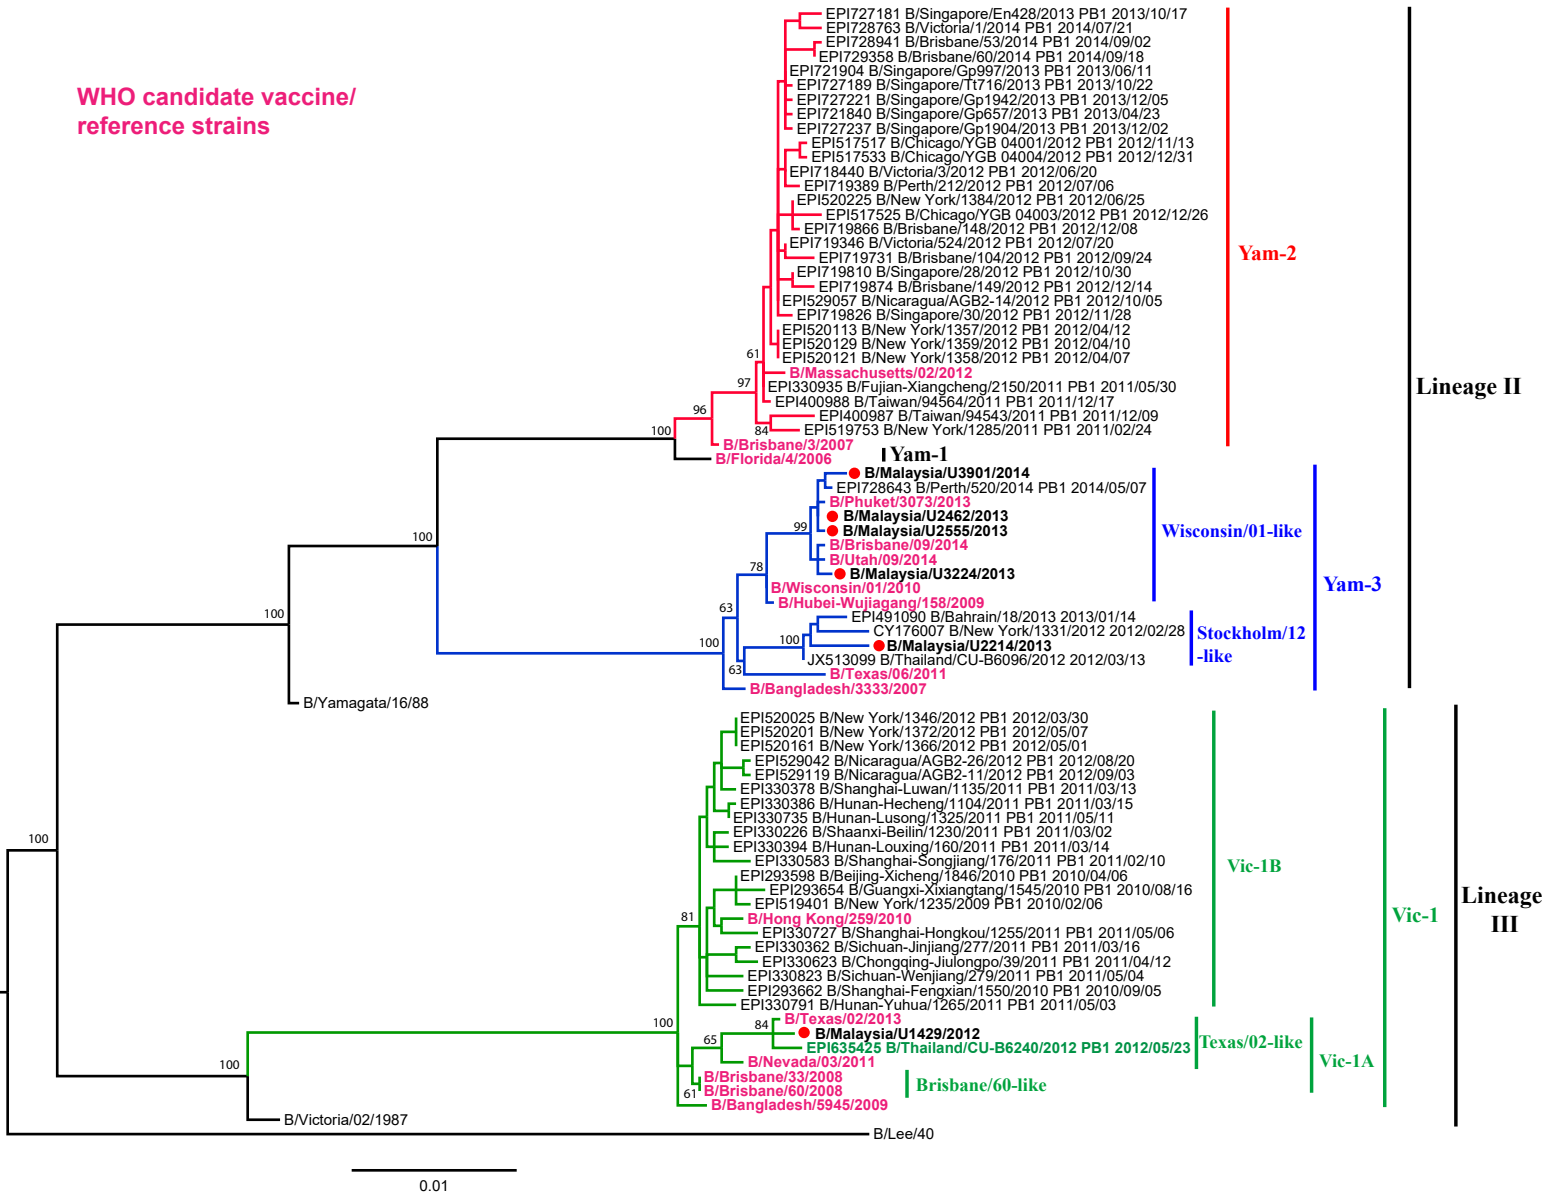 WHO candidate vaccine/
reference strains
EPI727181 B/Singapore/En428/2013 PB1 2013/10/17
EPI728763 B/Victoria/1/2014 PB1 2014/07/21
EPI728941 B/Brisbane/53/2014 PB1 2014/09/02
EPI729358 B/Brisbane/60/2014 PB1 2014/09/18
EPI721904 B/Singapore/Gp997/2013 PB1 2013/06/11
EPI727189 B/Singapore/Tt716/2013 PB1 2013/10/22
EPI727221 B/Singapore/Gp1942/2013 PB1 2013/12/05
EPI721840 B/Singapore/Gp657/2013 PB1 2013/04/23
EPI727237 B/Singapore/Gp1904/2013 PB1 2013/12/02
EPI517517 B/Chicago/YGB 04001/2012 PB1 2012/11/13
EPI517533 B/Chicago/YGB 04004/2012 PB1 2012/12/31
EPI718440 B/Victoria/3/2012 PB1 2012/06/20
EPI719389 B/Perth/212/2012 PB1 2012/07/06
EPI520225 B/New York/1384/2012 PB1 2012/06/25
EPI517525 B/Chicago/YGB 04003/2012 PB1 2012/12/26
EPI719866 B/Brisbane/148/2012 PB1 2012/12/08
EPI719346 B/Victoria/524/2012 PB1 2012/07/20
EPI719731 B/Brisbane/104/2012 PB1 2012/09/24
EPI719810 B/Singapore/28/2012 PB1 2012/10/30
EPI719874 B/Brisbane/149/2012 PB1 2012/12/14
EPI529057 B/Nicaragua/AGB2-14/2012 PB1 2012/10/05
EPI719826 B/Singapore/30/2012 PB1 2012/11/28
EPI520113 B/New York/1357/2012 PB1 2012/04/12
EPI520129 B/New York/1359/2012 PB1 2012/04/10
EPI520121 B/New York/1358/2012 PB1 2012/04/07
B/Massachusetts/02/2012
EPI330935 B/Fujian-Xiangcheng/2150/2011 PB1 2011/05/30
EPI400988 B/Taiwan/94564/2011 PB1 2011/12/17
EPI400987 B/Taiwan/94543/2011 PB1 2011/12/09
EPI519753 B/New York/1285/2011 PB1 2011/02/24
B/Brisbane/3/2007
B/Florida/4/2006
61
97
96
84
100
Yam-2
Yam-1
Lineage II
B/Malaysia/U3901/2014
EPI728643 B/Perth/520/2014 PB1 2014/05/07
B/Phuket/3073/2013
B/Malaysia/U2462/2013
B/Malaysia/U2555/2013
B/Brisbane/09/2014
B/Utah/09/2014
B/Malaysia/U3224/2013
B/Wisconsin/01/2010
B/Hubei-Wujiagang/158/2009
EPI491090 B/Bahrain/18/2013 2013/01/14
CY176007 B/New York/1331/2012 2012/02/28
B/Malaysia/U2214/2013
JX513099 B/Thailand/CU-B6096/2012 2012/03/13
B/Texas/06/2011
B/Bangladesh/3333/2007
99
78
63
100
100
63
100
100
Wisconsin/01-like
Yam-3
Stockholm/12
-like
B/Yamagata/16/88
EPI520025 B/New York/1346/2012 PB1 2012/03/30
EPI520201 B/New York/1372/2012 PB1 2012/05/07
EPI520161 B/New York/1366/2012 PB1 2012/05/01
EPI529042 B/Nicaragua/AGB2-26/2012 PB1 2012/08/20
EPI529119 B/Nicaragua/AGB2-11/2012 PB1 2012/09/03
EPI330378 B/Shanghai-Luwan/1135/2011 PB1 2011/03/13
EPI330386 B/Hunan-Hecheng/1104/2011 PB1 2011/03/15
EPI330735 B/Hunan-Lusong/1325/2011 PB1 2011/05/11
EPI330226 B/Shaanxi-Beilin/1230/2011 PB1 2011/03/02
EPI330394 B/Hunan-Louxing/160/2011 PB1 2011/03/14
EPI330583 B/Shanghai-Songjiang/176/2011 PB1 2011/02/10
EPI293598 B/Beijing-Xicheng/1846/2010 PB1 2010/04/06
EPI293654 B/Guangxi-Xixiangtang/1545/2010 PB1 2010/08/16
EPI519401 B/New York/1235/2009 PB1 2010/02/06
B/Hong Kong/259/2010
EPI330727 B/Shanghai-Hongkou/1255/2011 PB1 2011/05/06
EPI330362 B/Sichuan-Jinjiang/277/2011 PB1 2011/03/16
EPI330623 B/Chongqing-Jiulongpo/39/2011 PB1 2011/04/12
EPI330823 B/Sichuan-Wenjiang/279/2011 PB1 2011/05/04
EPI293662 B/Shanghai-Fengxian/1550/2010 PB1 2010/09/05
EPI330791 B/Hunan-Yuhua/1265/2011 PB1 2011/05/03
B/Texas/02/2013
B/Malaysia/U1429/2012
EPI635425 B/Thailand/CU-B6240/2012 PB1 2012/05/23
B/Nevada/03/2011
B/Brisbane/33/2008
B/Brisbane/60/2008
B/Bangladesh/5945/2009
100
81
100
84
65
61
100
Vic-1B
Vic-1
Lineage
III
Texas/02-like
Vic-1A
Brisbane/60-like
B/Victoria/02/1987
B/Lee/40
0.01